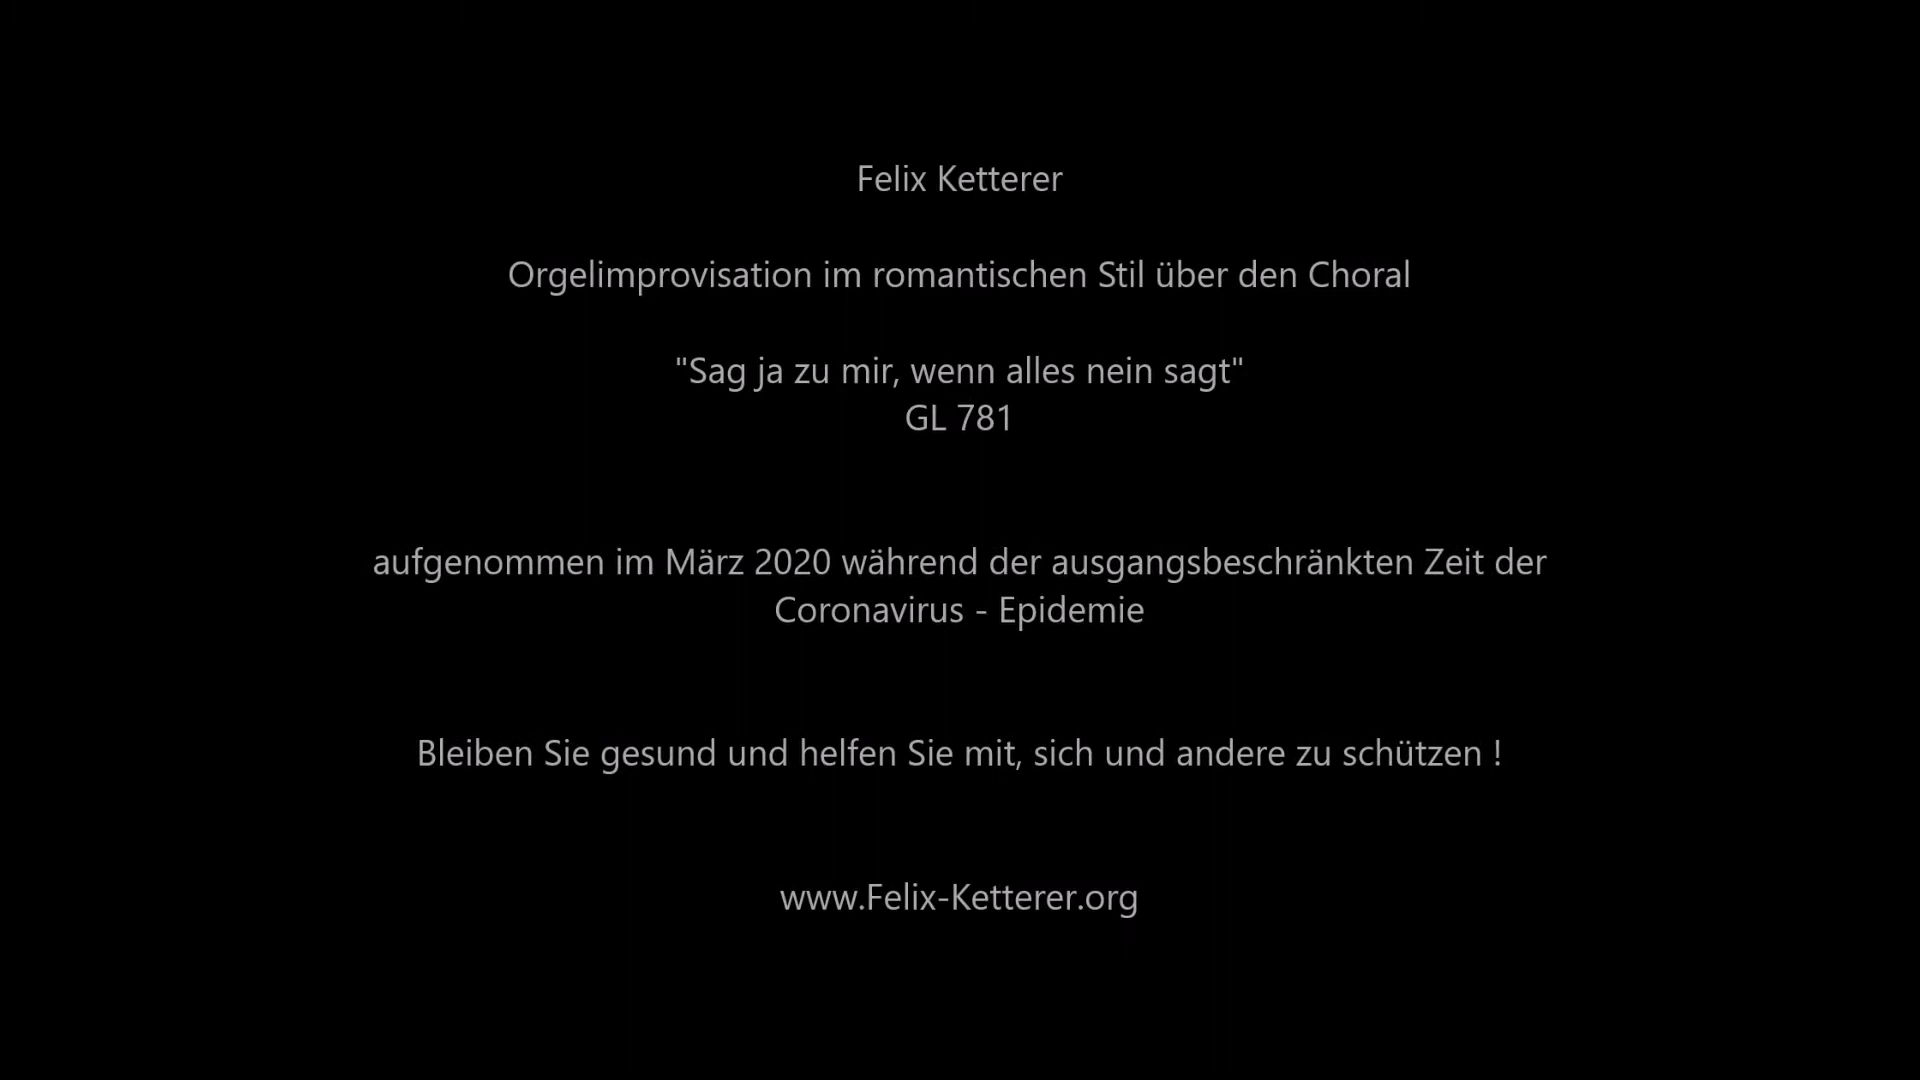 Felix Ketterer
Orgelimprovisation im romantischen Stil über den Choral
"Sag ja zu mir, wenn alles nein sagt"
GL 781
aufgenommen im März 2020 während der ausgangsbeschränkten Zeit der
Coronavirus - Epidemie
Bleiben Sie gesund und helfen Sie mit, sich und andere zu schützen !
www.Felix-Ketterer.org